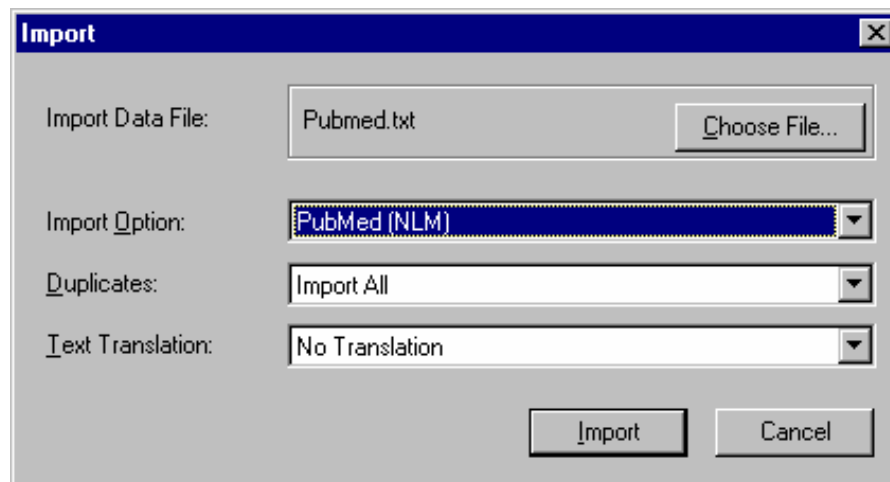 Import
Import Data File: Pubmed.txt Choose File...
Import Option: PubMed (NLM)
Duplicates: Import All
Text Translation: No Translation
Import Cancel